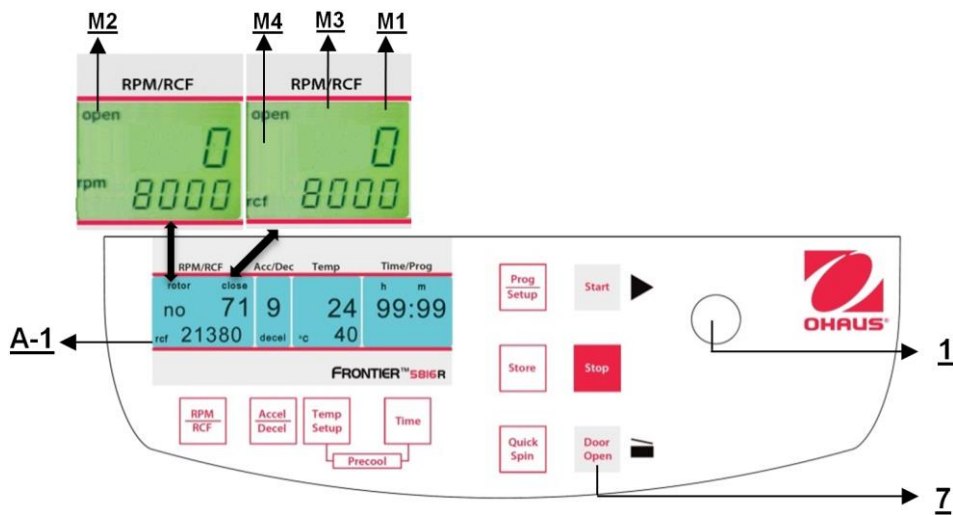 M2
M4
M3
M1
RPM/RCF
RPM/RCF
open
0
rpm
8000
open
0
rcf
8000
RPM/RCF
Acc/Dec
Temp
Time/Prog
rotor
close
h
m
no
71
9
24
99:99
rcf
21380
decel
°C
40
A-1
FRONTIER™ 5816R
RPM
RCF
Accel
Decel
Temp
Setup
Time
Precool
Prog
Setup
Start
Store
Stop
Quick
Spin
Door
Open
OHAUS®
1
7